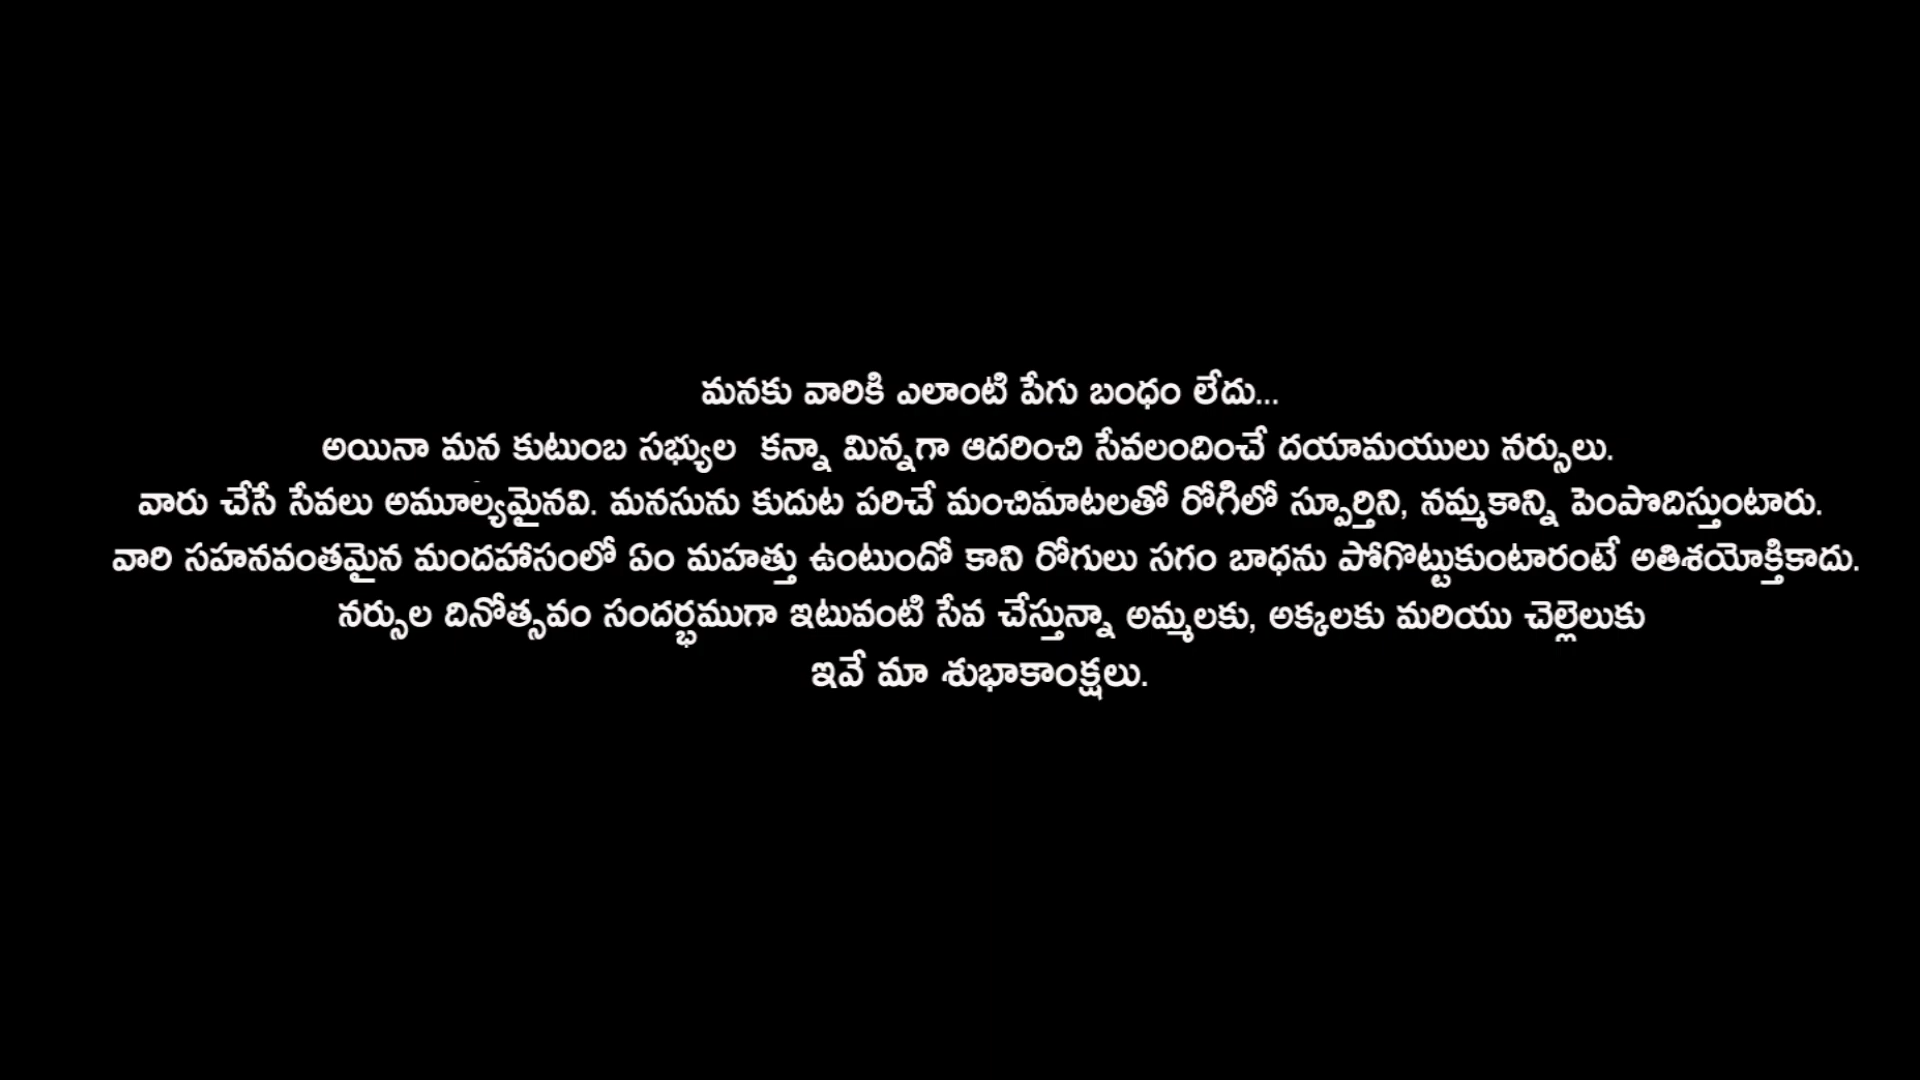 మనకు వారికి ఎలాంటి పేగు బంధం లేదు...
అయినా మన కుటుంబ సభ్యుల  కన్నా మిన్నగా ఆదరించి సేవలందించే దయామయులు నర్సులు.
వారు చేసే సేవలు అమూల్యమైనవి. మనసును కుదుట పరిచే మంచిమాటలతో రోగిలో స్పూర్తిని, నమ్మకాన్ని పెంపొదిస్తుంటారు.
వారి సహనవంతమైన మందహాసంలో ఏం మహత్తు ఉంటుందో కాని రోగులు సగం బాధను పోగొట్టుకుంటారంటే అతిశయోక్తికాదు.
నర్సుల దినోత్సవం సందర్భముగా ఇటువంటి సేవ చేస్తున్నా అమ్మలకు, అక్కలకు మరియు చెల్లెలుకు
ఇవే మా శుభాకాంక్షలు.